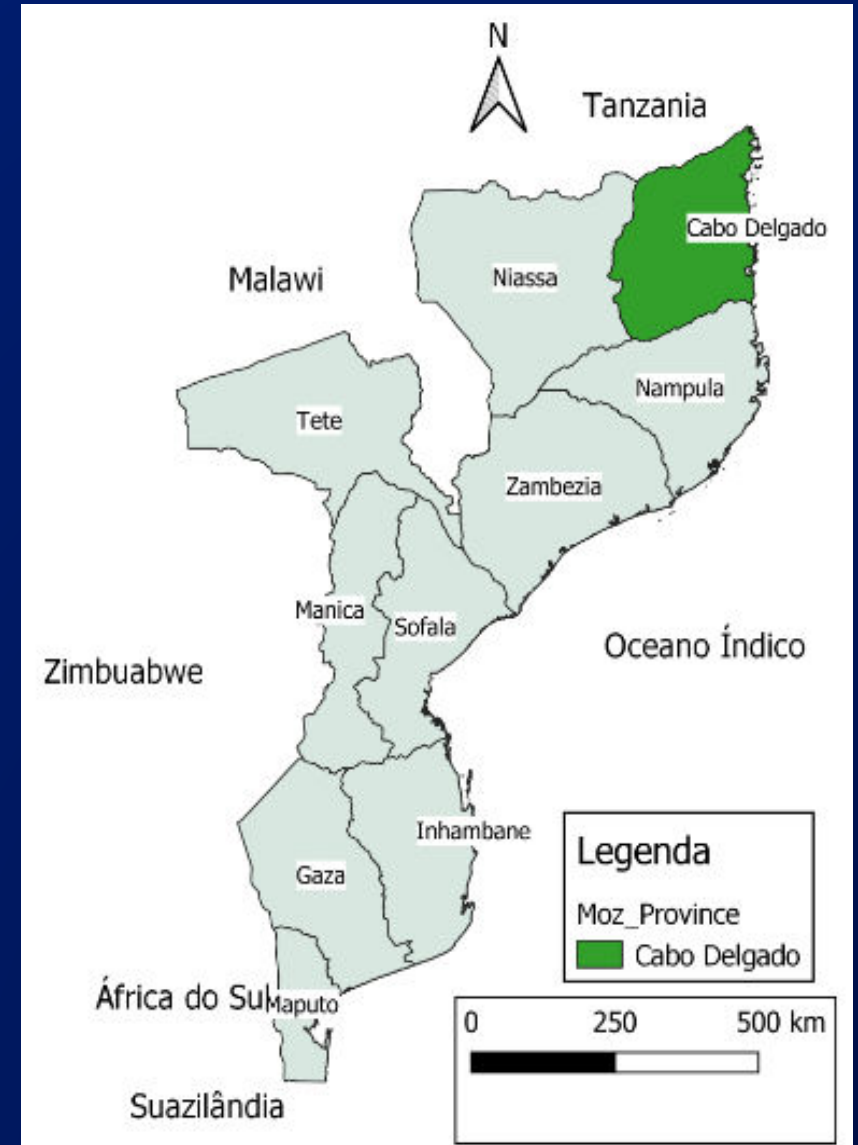 N
Tanzania
Cabo Delgado
Malawi
Niassa
Nampula
Tete
Zambezia
Manica
Sofala
Oceano Índico
Zimbuabwe
Inhambane
Gaza
Legenda
Moz_Province
Cabo Delgado
África do Sul
Maputo
0 250 500 km
Suazilândia